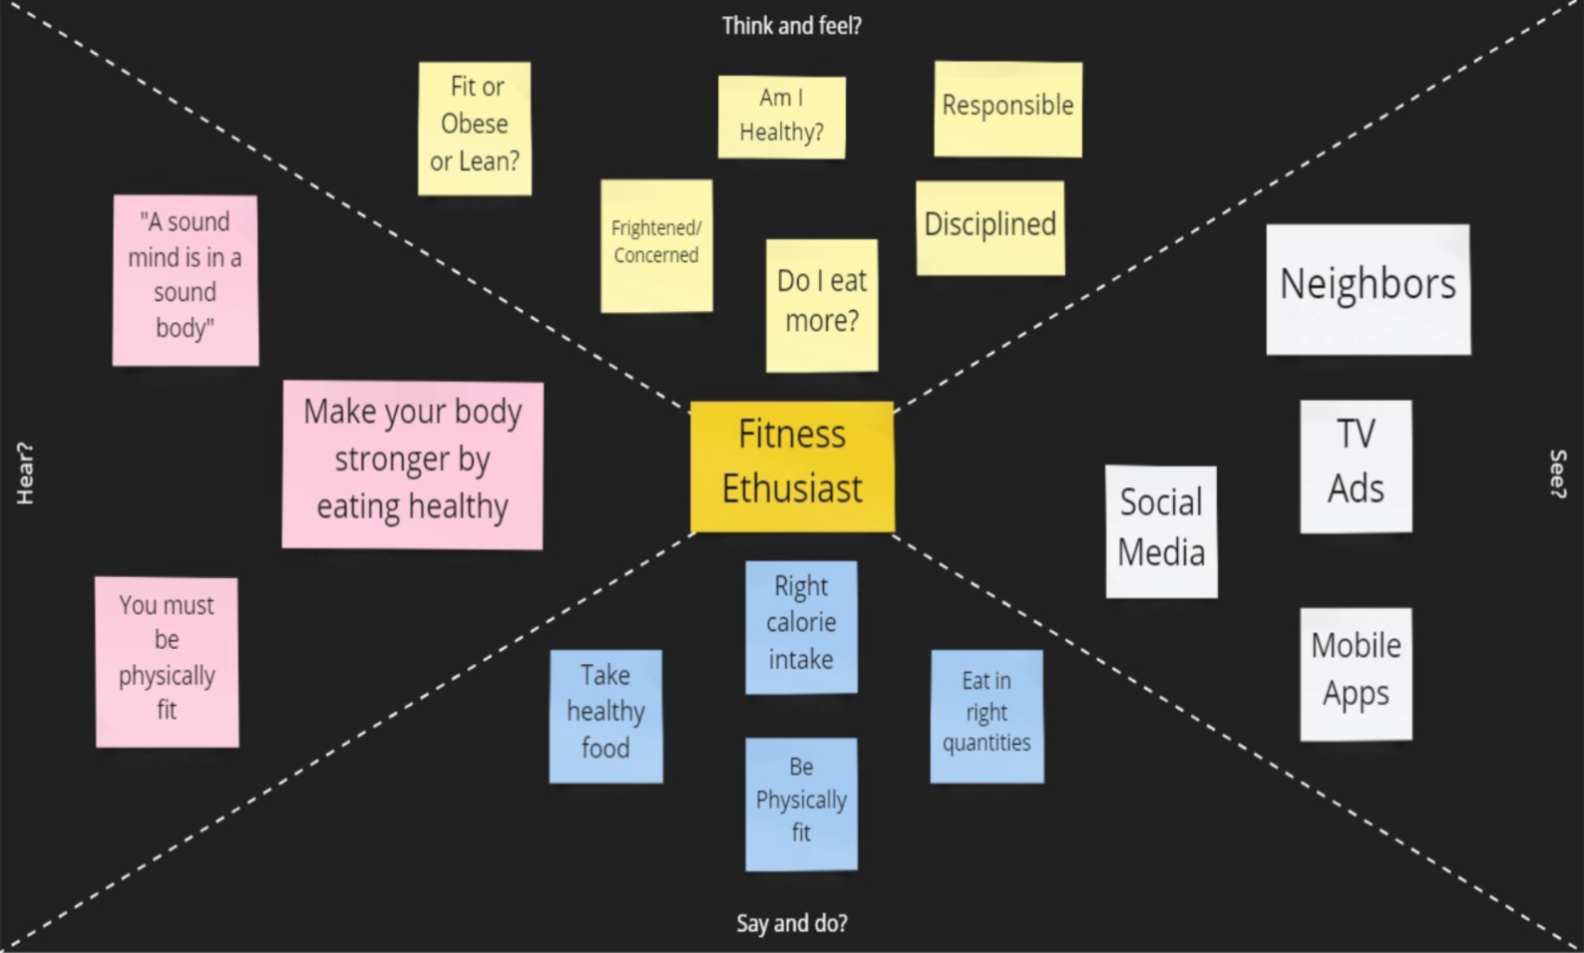 Think and feel?
Fit or
Obese
or Lean?
Am I
Healthy?
Responsible
Frightened/
Concerned
Do I eat
more?
Disciplined
"A sound
mind is in a
sound
body"
Make your body
stronger by
eating healthy
You must
be
physically
fit
Hear?
Fitness
Ethusiast
Neighbors
TV
Ads
Social
Media
Mobile
Apps
See?
Right
calorie
intake
Take
healthy
food
Eat in
right
quantities
Be
Physically
fit
Say and do?